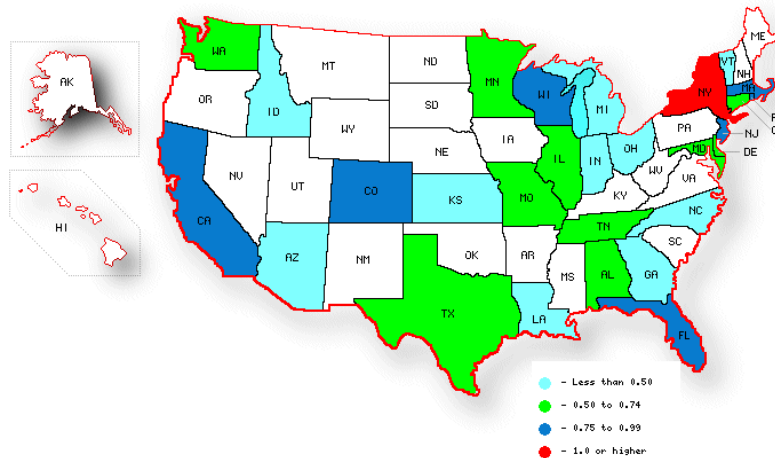 ME
WA
VT
MT
ND
MN
NH
AK
OR
ID
SD
WI
MI
NY
MA
WY
IA
PA
NJ
NE
OH
MD
DE
NV
UT
CO
IL
IN
WV
VA
CA
KS
MO
KY
HI
NC
TN
AZ
NM
OK
AR
SC
MS
AL
GA
TX
LA
FL
- Less than 0.50
- 0.50 to 0.74
- 0.75 to 0.99
- 1.0 or higher